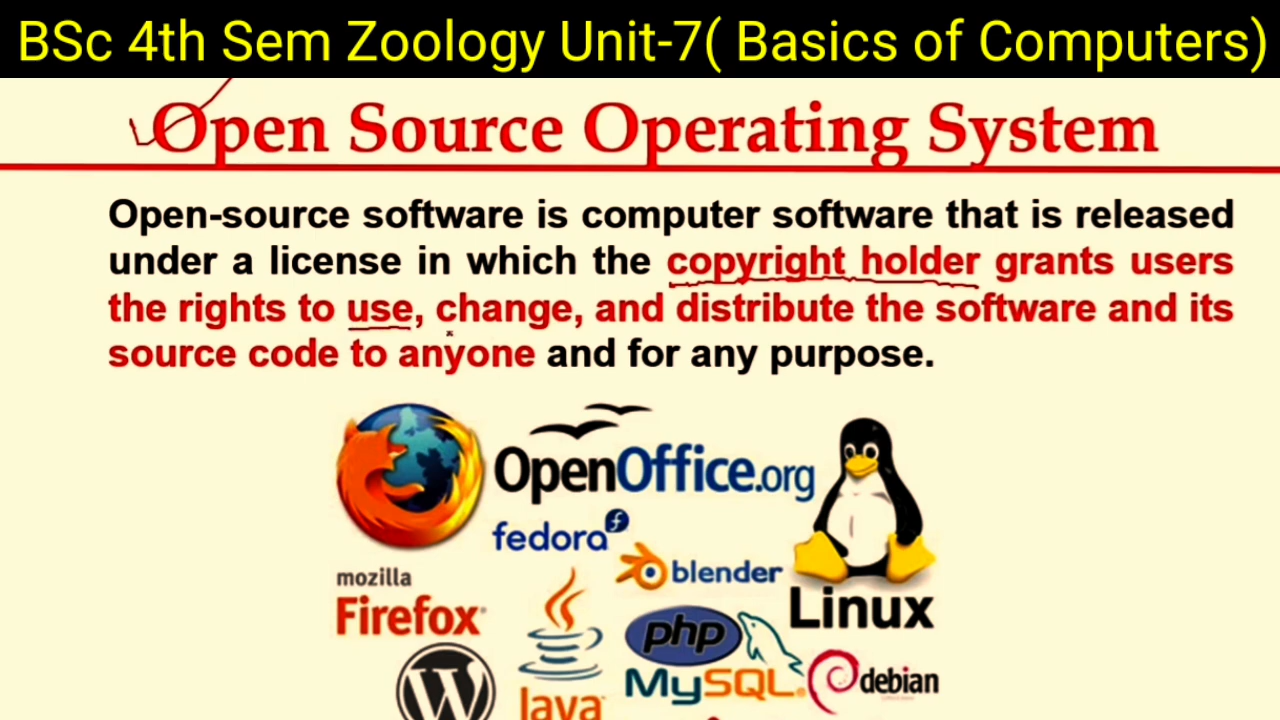 BSc 4th Sem Zoology Unit-7( Basics of Computers)
Open Source Operating System
Open-source software is computer software that is released
under a license in which the copyright holder grants users
the rights to use, change, and distribute the software and its
source code to anyone and for any purpose.
OpenOffice.org
fedora f
blender
mozilla
Firefox
Linux
php
MySQL
debian
W
Java